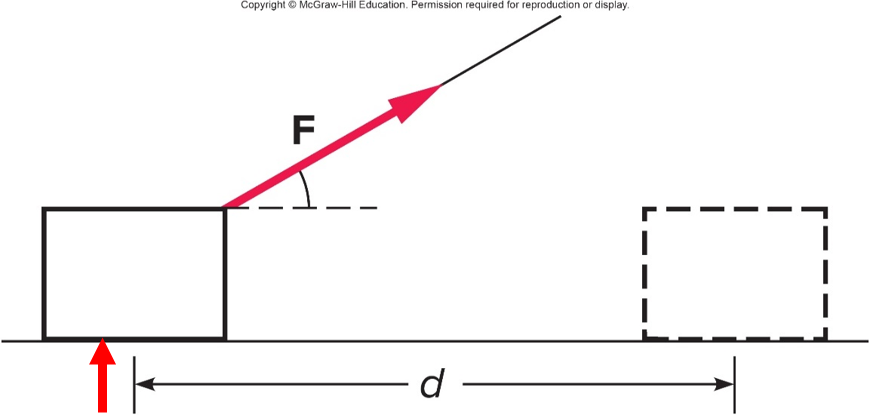 Copyright © McGraw-Hill Education. Permission required for reproduction or display.
F
d